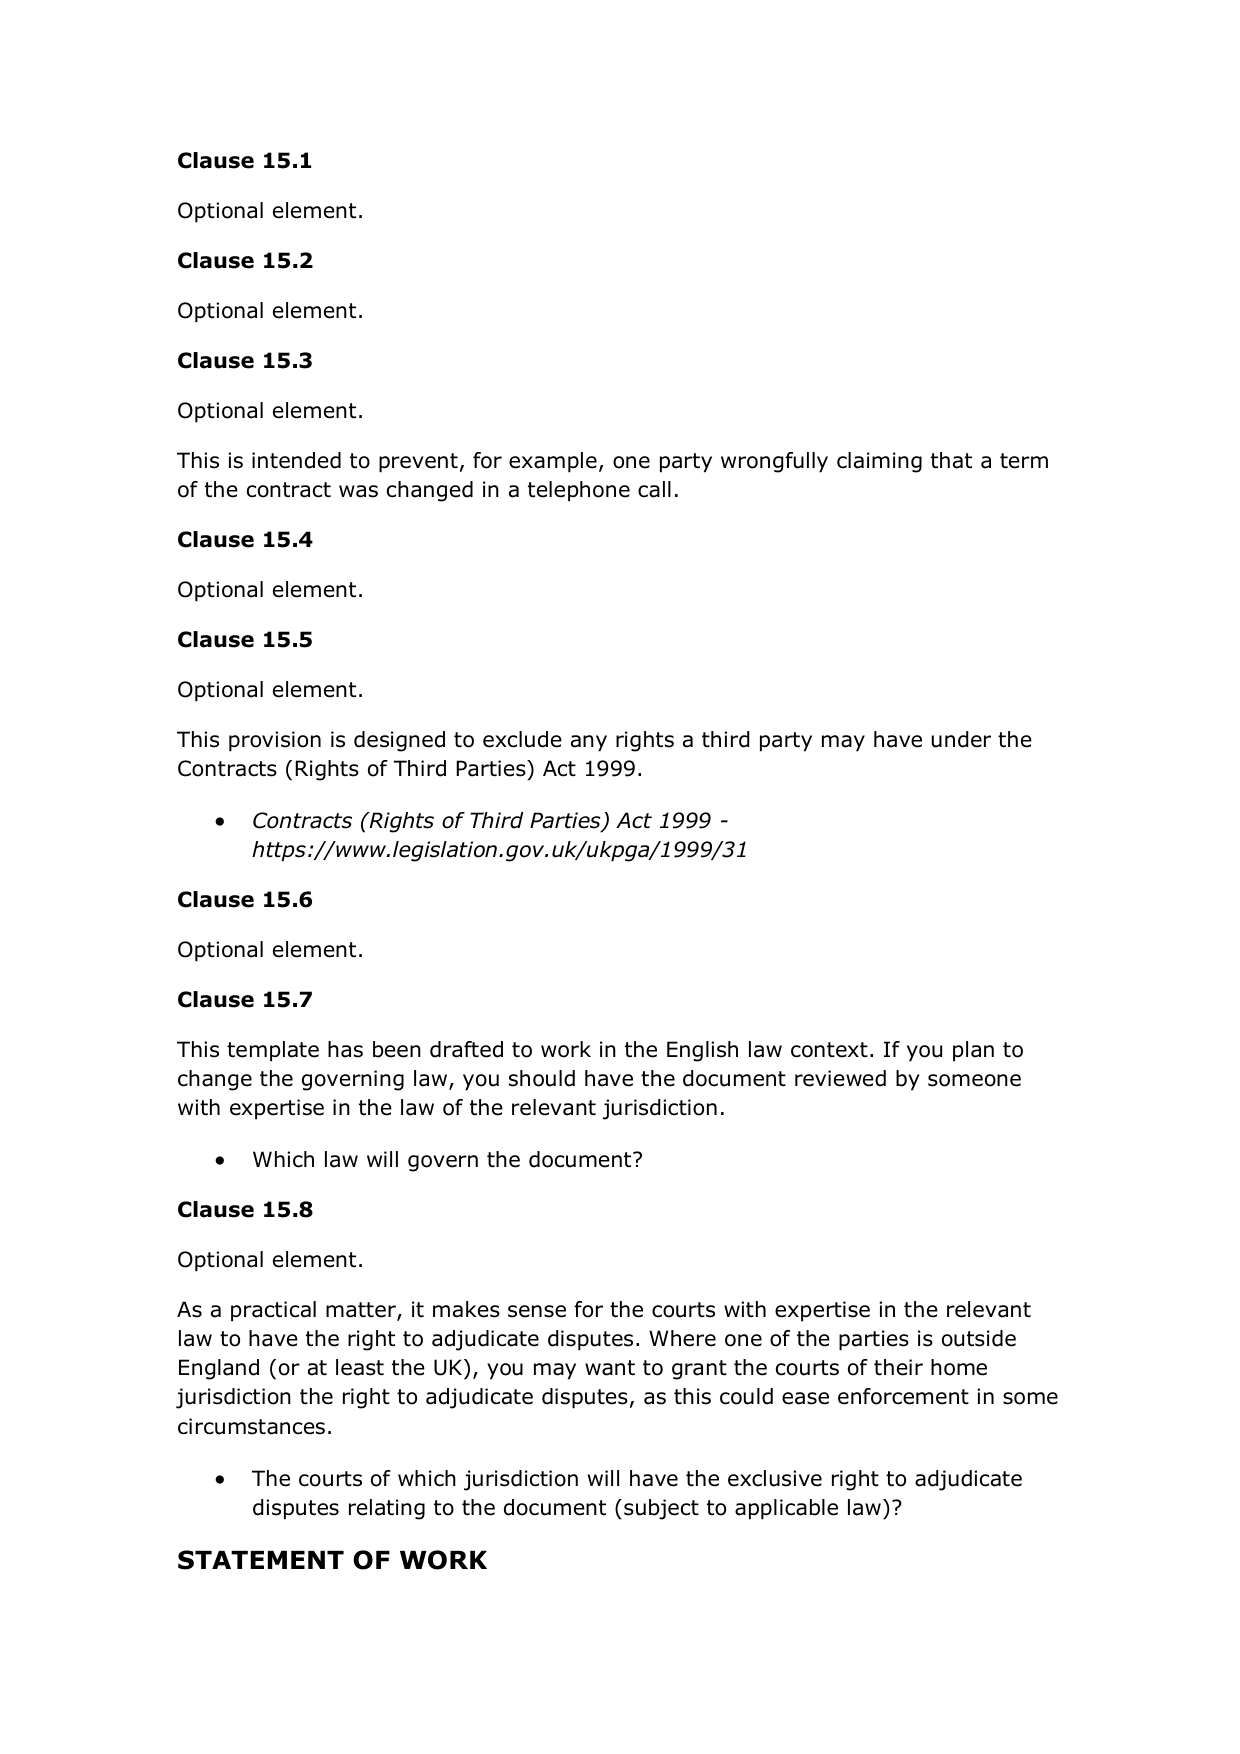 Clause 15.1
Optional element.
Clause 15.2
Optional element.
Clause 15.3
Optional element.
This is intended to prevent, for example, one party wrongfully claiming that a term
of the contract was changed in a telephone call.
Clause 15.4
Optional element.
Clause 15.5
Optional element.
This provision is designed to exclude any rights a third party may have under the
Contracts (Rights of Third Parties) Act 1999.
• Contracts (Rights of Third Parties) Act 1999 -
https://www.legislation.gov.uk/ukpga/1999/31
Clause 15.6
Optional element.
Clause 15.7
This template has been drafted to work in the English law context. If you plan to
change the governing law, you should have the document reviewed by someone
with expertise in the law of the relevant jurisdiction.
• Which law will govern the document?
Clause 15.8
Optional element.
As a practical matter, it makes sense for the courts with expertise in the relevant
law to have the right to adjudicate disputes. Where one of the parties is outside
England (or at least the UK), you may want to grant the courts of their home
jurisdiction the right to adjudicate disputes, as this could ease enforcement in some
circumstances.
• The courts of which jurisdiction will have the exclusive right to adjudicate
disputes relating to the document (subject to applicable law)?
STATEMENT OF WORK